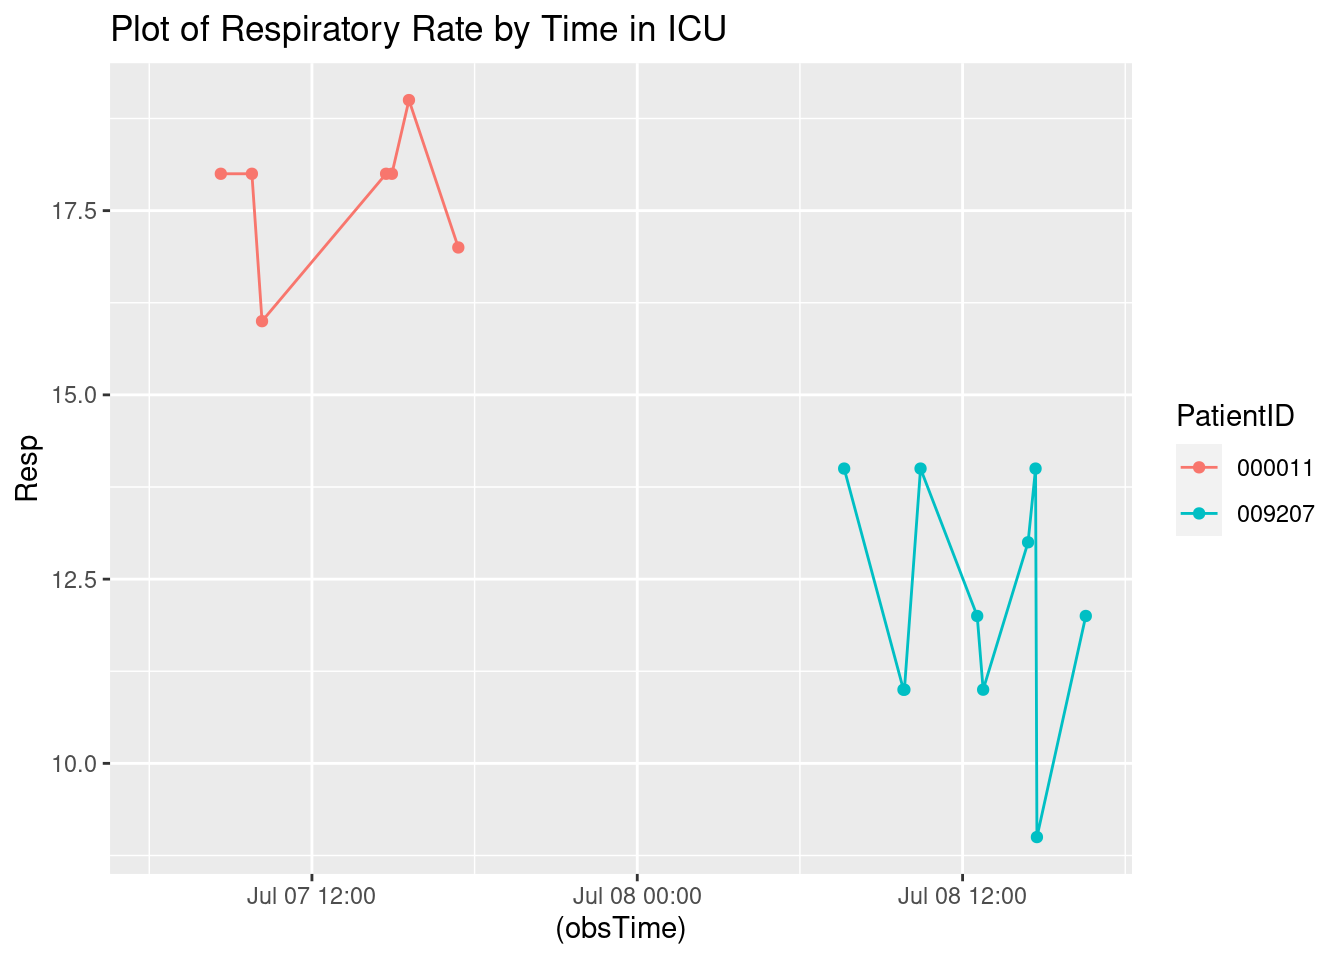 Plot of Respiratory Rate by Time in ICU
Resp
17.5
15.0
12.5
10.0
Jul 07 12:00
Jul 08 00:00
Jul 08 12:00
(obsTime)
PatientID
000011
009207